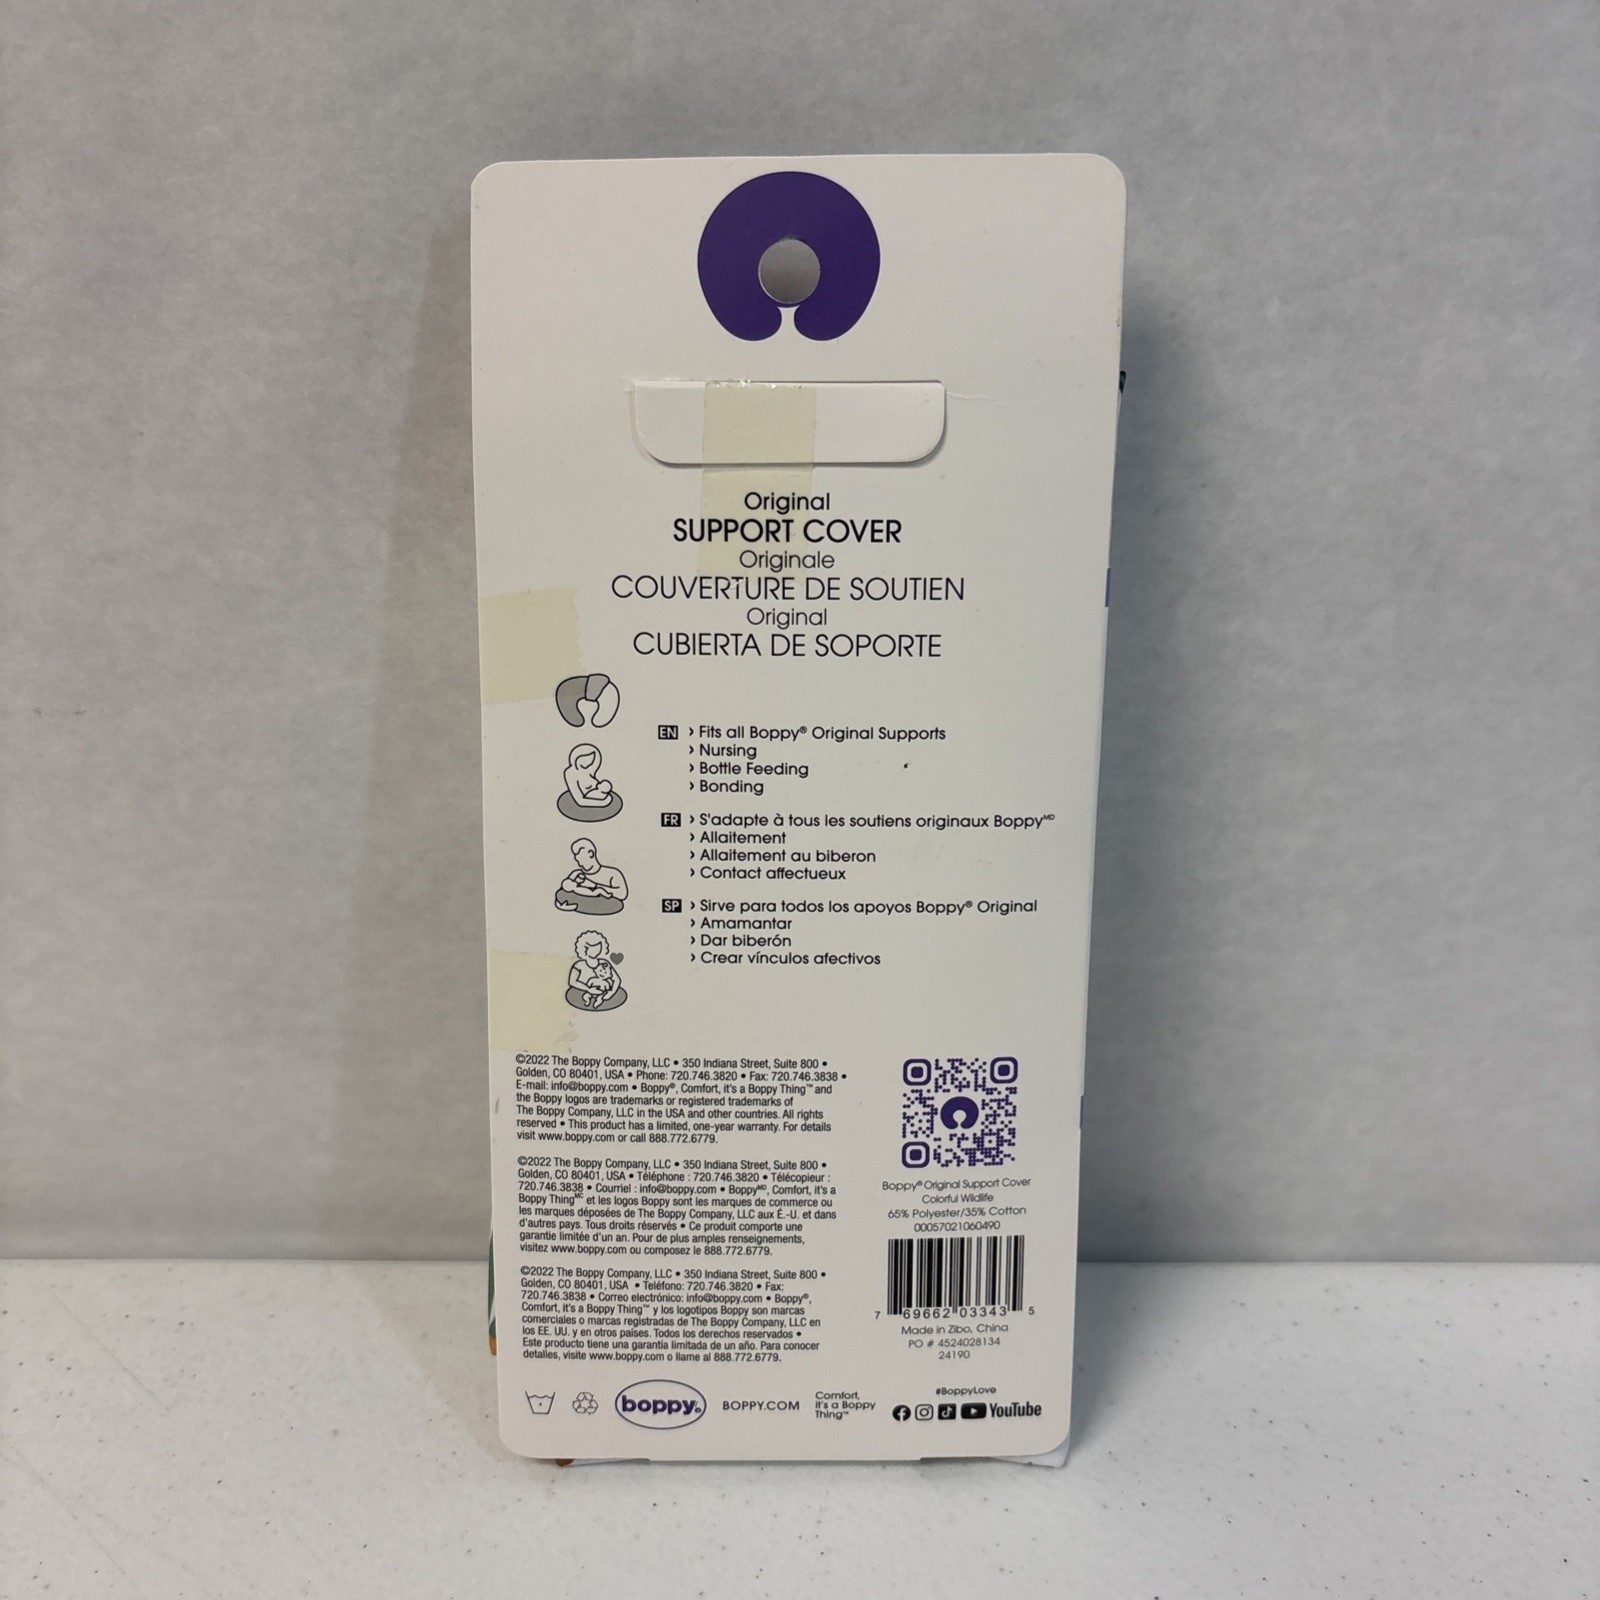 Original
SUPPORT COVER
Originale
COUVERTURE DE SOUTIEN
Original
CUBIERTA DE SOPORTE
EN › Fits all Boppy® Original Supports
› Nursing
› Bottle Feeding
› Bonding
FR › S'adapte à tous les soutiens originaux Boppy MD
› Allaitement
› Allaitement au biberon
› Contact affectueux
SP › Sirve para todos los apoyos Boppy® Original
› Amamantar
› Dar biberón
› Crear vínculos afectivos
©2022 The Boppy Company, LLC • 350 Indiana Street, Suite 800 •
Golden, CO 80401, USA • Phone: 720.746.3820 • Fax: 720.746.3838 •
E-mail: info@boppy.com • Boppy®, Comfort, it's a Boppy Thing™ and
the Boppy logos are trademarks or registered trademarks of
The Boppy Company, LLC in the USA and other countries. All rights
reserved • This product has a limited, one-year warranty. For details
visit www.boppy.com or call 888.772.6779.
©2022 The Boppy Company, LLC • 350 Indiana Street, Suite 800 •
Golden, CO 80401, USA • Téléphone : 720.746.3820 • Télécopieur :
720.746.3838 • Courriel : info@boppy.com • Boppy MD, Comfort, it's a
Boppy Thing MC et les logos Boppy sont les marques de commerce ou
les marques déposées de The Boppy Company, LLC aux É.-U. et dans
d'autres pays. Tous droits réservés • Ce produit comporte une
garantie limitée d'un an. Pour de plus amples renseignements,
visitez www.boppy.com ou composez le 888.772.6779.
©2022 The Boppy Company, LLC • 350 Indiana Street, Suite 800 •
Golden, CO 80401, USA • Teléfono: 720.746.3820 • Fax:
720.746.3838 • Correo electrónico: info@boppy.com • Boppy®,
Comfort, it's a Boppy Thing™ y los logotipos Boppy son marcas
comerciales o marcas registradas de The Boppy Company, LLC en
los EE. UU. y en otros países. Todos los derechos reservados •
Este producto tiene una garantía limitada de un año. Para conocer
detalles, visite www.boppy.com o llame al 888.772.6779.
Boppy® Original Support Cover
Colorful Wildlife
65% Polyester/35% Cotton
00057021060490
7 69662 03343 5
Made in Zibo, China
PO # 4524028134
24190
boppy®
BOPPY.COM
Comfort,
it's a Boppy
Thing™
#BoppyLove
YouTube